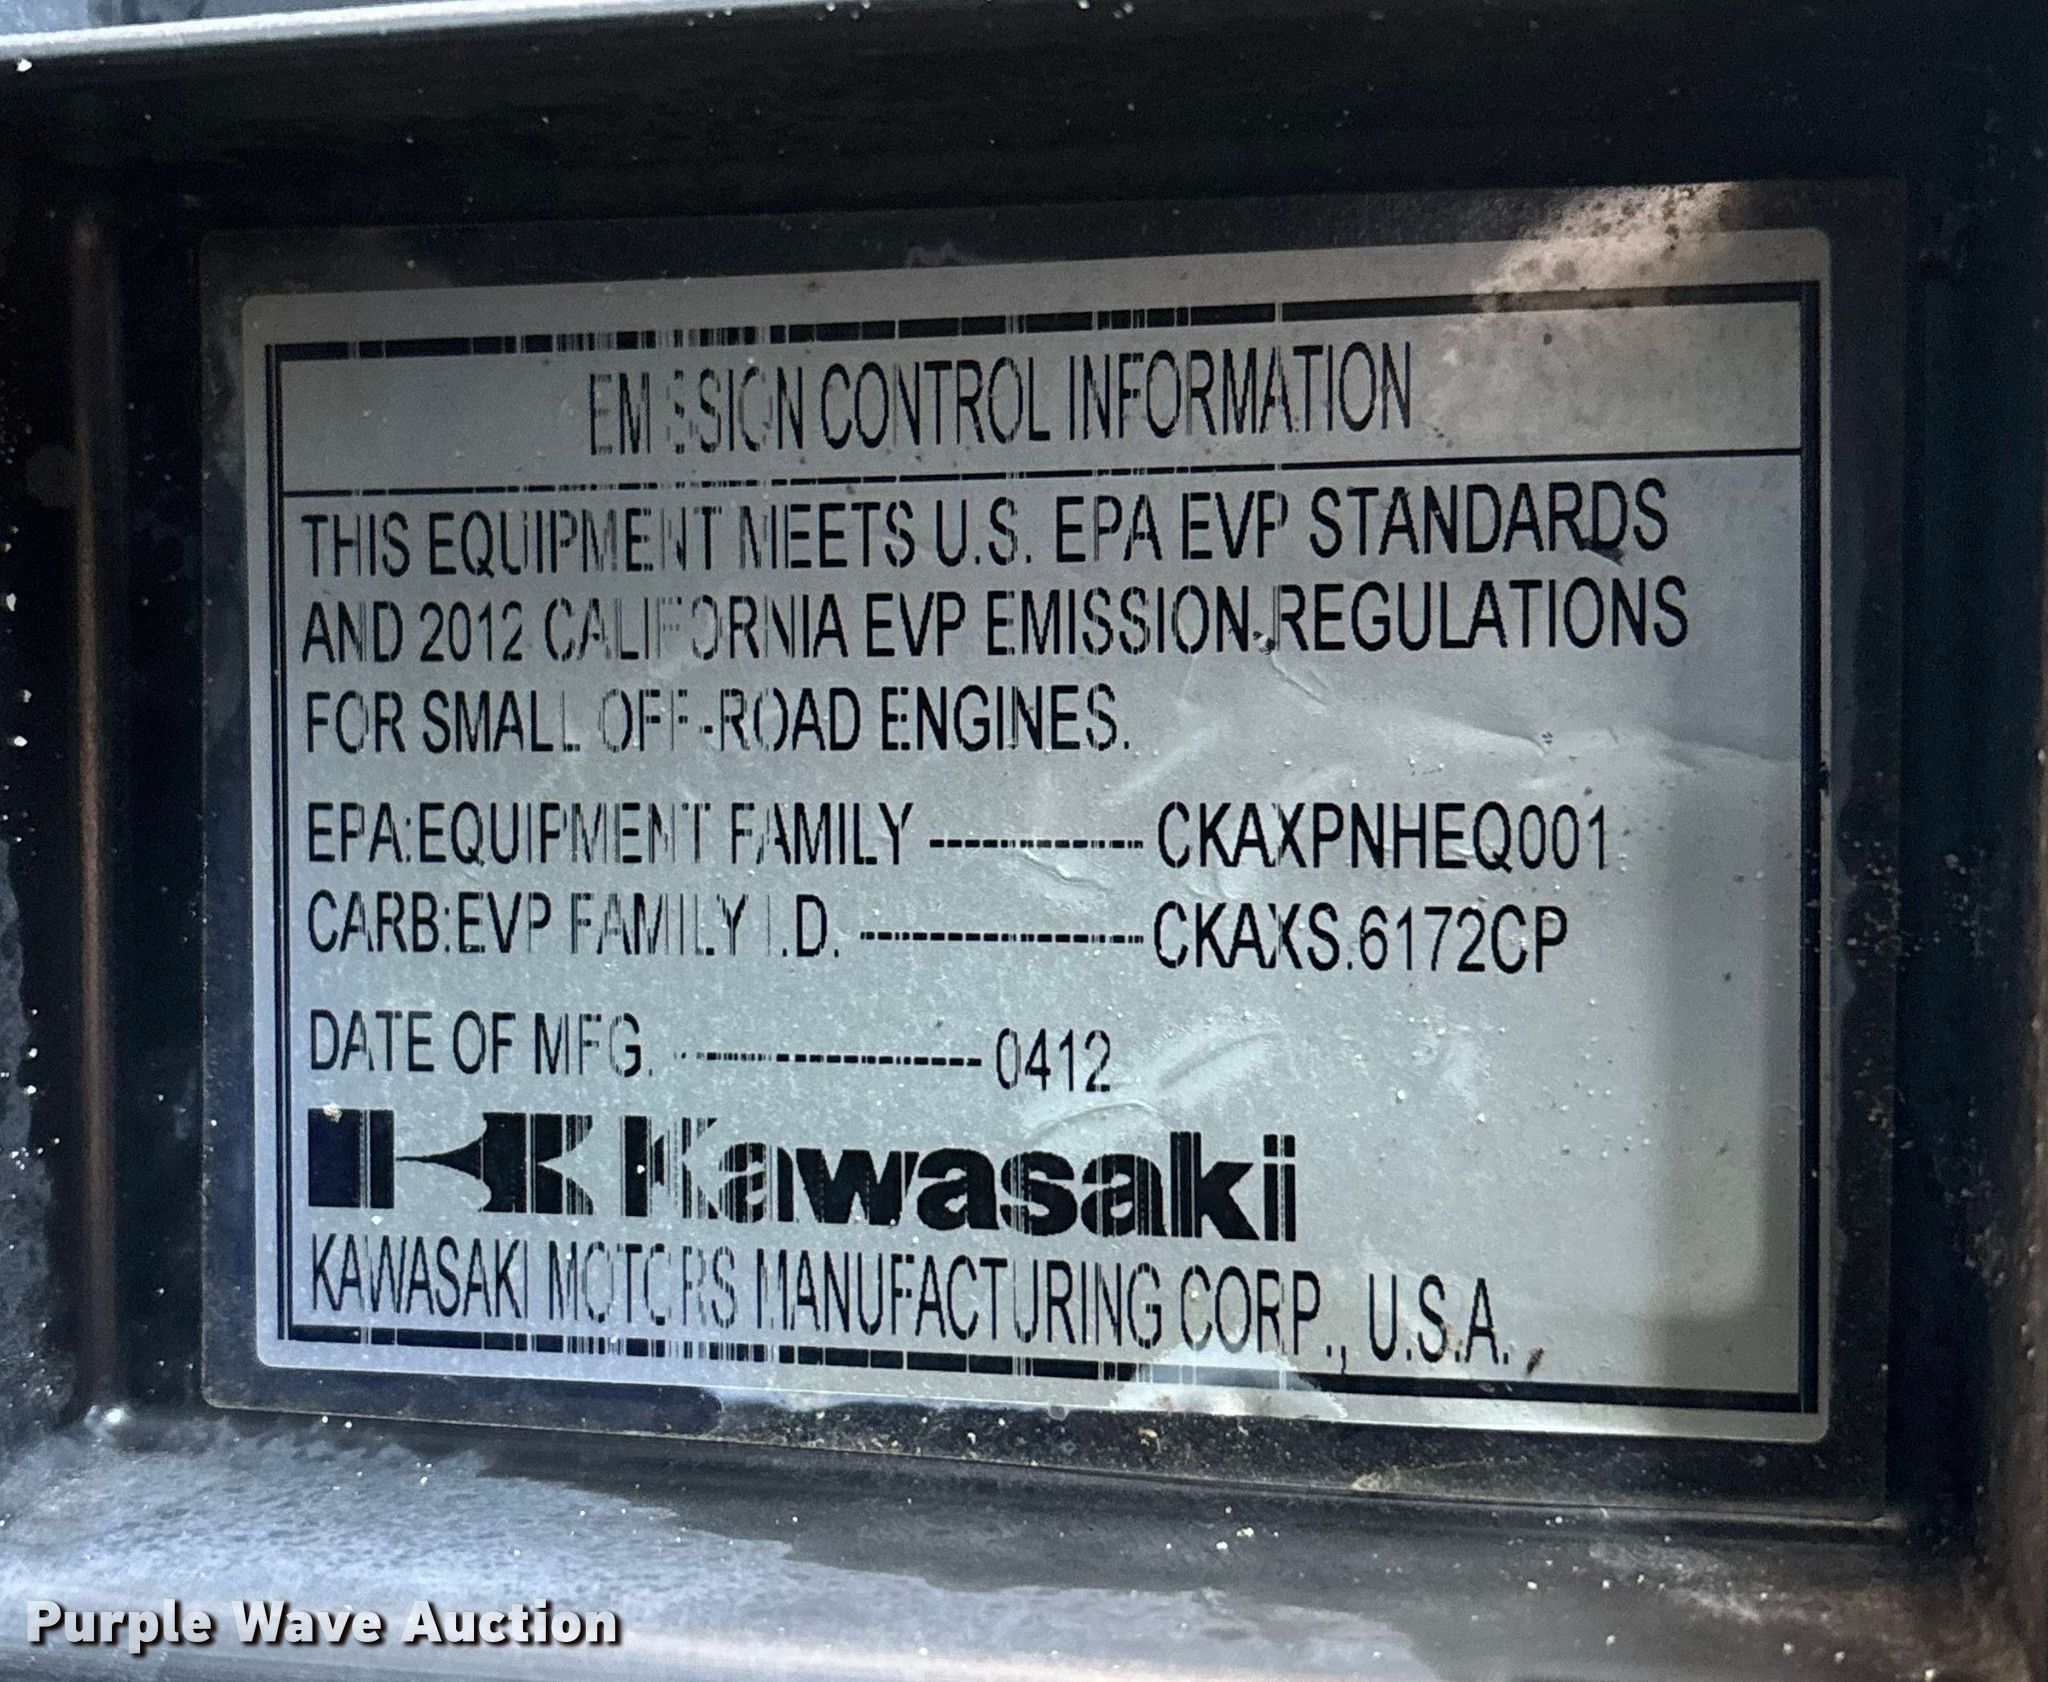 EMISSION CONTROL INFORMATION
THIS EQUIPMENT MEETS U.S. EPA EVP STANDARDS
AND 2012 CALIFORNIA EVP EMISSION REGULATIONS
FOR SMALL OFF-ROAD ENGINES.
EPA:EQUIPMENT FAMILY ------------- CKAXPNHEQ001
CARB:EVP FAMILY I.D. ----------------- CKAXS.6172CP
DATE OF MFG. ------------------ 0412
Kawasaki
KAWASAKI MOTORS MANUFACTURING CORP., U.S.A.
Purple Wave Auction